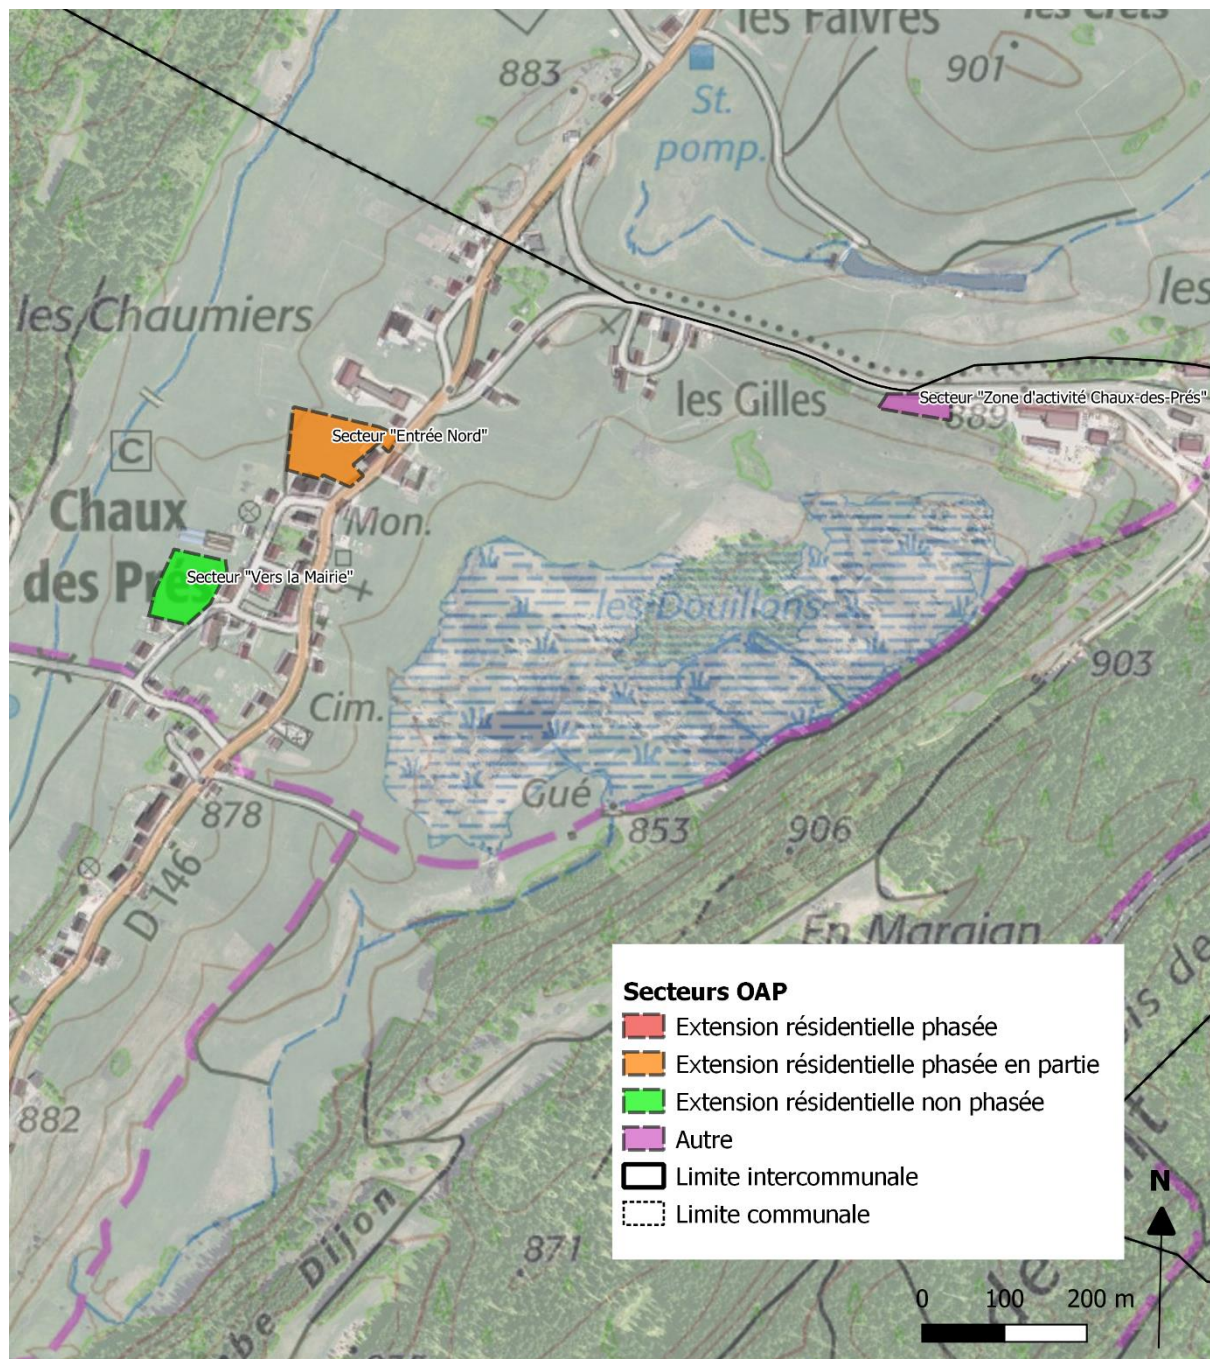 les Faivres
les Crêts
883
901
St.
pomp.
les Chaumiers
les
les Gilles
Secteur "Zone d'activité Chaux-des-Prés"
889
Secteur "Entrée Nord"
C
Chaux
des Prés
Mon.
Secteur "Vers la Mairie"
les Douillons
903
Cim.
Gué
878
853
906
D 146
En Margian
Secteurs OAP
Extension résidentielle phasée
Extension résidentielle phasée en partie
Extension résidentielle non phasée
Autre
Limite intercommunale
Limite communale
882
N
871
Dijon
0 100 200 m